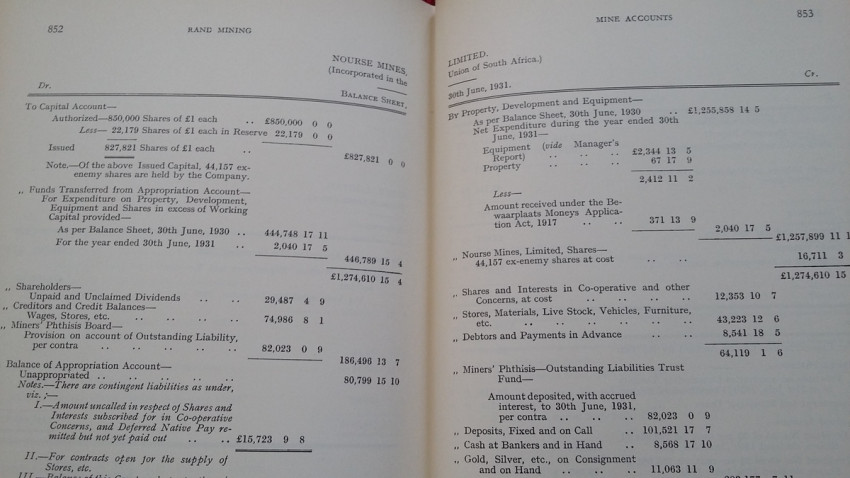 852
RAND MINING
NOURSE MINES,
(Incorporated in the
Dr.
BALANCE SHEET,
To Capital Account—
Authorized—850,000 Shares of £1 each .. £850,000 0 0
Less— 22,179 Shares of £1 each in Reserve 22,179 0 0
Issued 827,821 Shares of £1 each ..
£827,821 0 0
Note.—Of the above Issued Capital, 44,157 ex-
enemy shares are held by the Company.
,, Funds Transferred from Appropriation Account—
For Expenditure on Property, Development,
Equipment and Shares in excess of Working
Capital provided—
As per Balance Sheet, 30th June, 1930 .. 444,748 17 11
For the year ended 30th June, 1931 .. 2,040 17 5
446,789 15 4
£1,274,610 15 4
,, Shareholders—
Unpaid and Unclaimed Dividends .. .. 29,487 4 9
,, Creditors and Credit Balances—
Wages, Stores, etc. .. .. .. 74,986 8 1
,, Miners' Phthisis Board—
Provision on account of Outstanding Liability,
per contra .. .. .. .. 82,023 0 9
186,496 13 7
Balance of Appropriation Account—
Unappropriated .. .. .. .. .. 80,799 15 10
Notes.—There are contingent liabilities as under,
viz. :—
I.—Amount uncalled in respect of Shares and
Interests subscribed for in Co-operative
Concerns, and Deferred Native Pay re-
mitted but not yet paid out .. .. £15,723 9 8
II.—For contracts open for the supply of
Stores, etc.
MINE ACCOUNTS
853
LIMITED.
Union of South Africa.)
30th June, 1931.
Cr.
By Property, Development and Equipment—
As per Balance Sheet, 30th June, 1930 .. £1,255,858 14 5
Net Expenditure during the year ended 30th
June, 1931—
Equipment (vide Manager's
Report) .. .. .. £2,344 13 5
Property .. .. .. 67 17 9
2,412 11 2
Less—
Amount received under the Be-
waarplaats Moneys Applica-
tion Act, 1917 .. .. 371 13 9
2,040 17 5
£1,257,899 11
,, Nourse Mines, Limited, Shares—
44,157 ex-enemy shares at cost .. .. 16,711 3
£1,274,610 15
,, Shares and Interests in Co-operative and other
Concerns, at cost .. .. .. .. 12,353 10 7
,, Stores, Materials, Live Stock, Vehicles, Furniture,
etc. .. .. .. .. .. .. 43,223 12 6
,, Debtors and Payments in Advance .. .. 8,541 18 5
64,119 1 6
,, Miners' Phthisis—Outstanding Liabilities Trust
Fund—
Amount deposited, with accrued
interest, to 30th June, 1931,
per contra .. .. .. 82,023 0 9
,, Deposits, Fixed and on Call .. 101,521 17 7
,, Cash at Bankers and in Hand .. 8,568 17 10
,, Gold, Silver, etc., on Consignment
and on Hand .. .. .. 11,063 11 9